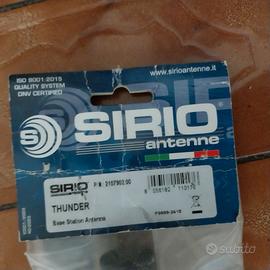 ISO 9001:2015
QUALITY SYSTEM
DNV CERTIFIED
www.sirioantenne.it
SIRIO
antenne
SIRIO
antenne
P/N: 2107902.00
THUNDER
Base Station Antenna
subito